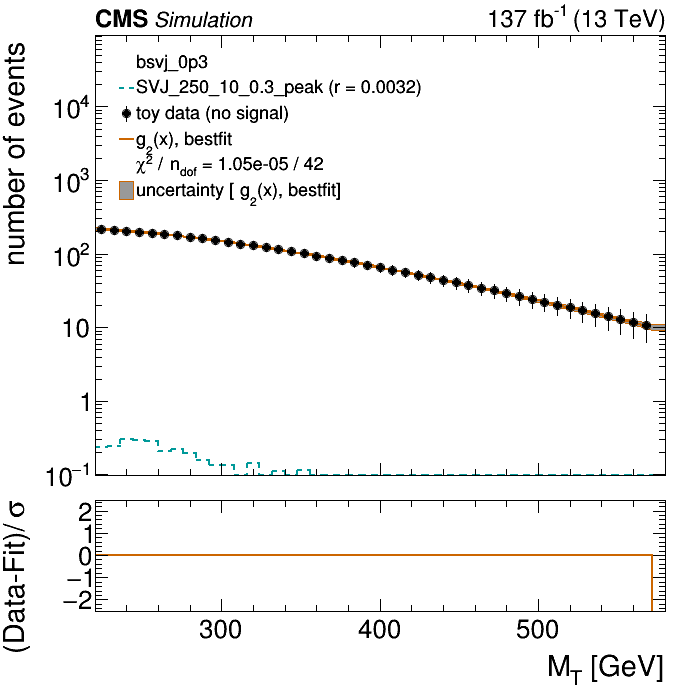 CMS Simulation 137 fb⁻¹ (13 TeV)
number of events
bsvj_0p3
SVJ_250_10_0.3_peak (r = 0.0032)
toy data (no signal)
g₂(x), bestfit
χ² / n_dof = 1.05e-05 / 42
uncertainty [ g₂(x), bestfit]
10⁴
10³
10²
10
1
10⁻¹
(Data-Fit)/σ
2
1
0
−1
−2
300 400 500
M_T [GeV]